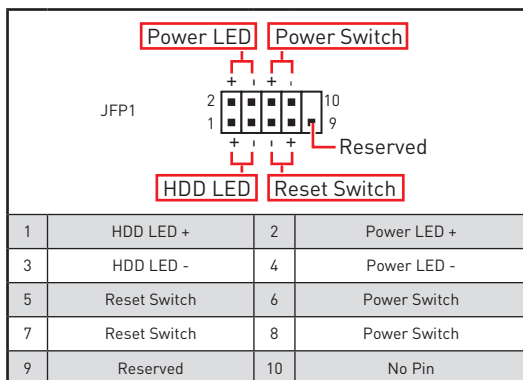 Power LED Power Switch
+ - + -
JFP1
2 10
1 9
+ - - +
Reserved
HDD LED Reset Switch
1 HDD LED + 2 Power LED +
3 HDD LED - 4 Power LED -
5 Reset Switch 6 Power Switch
7 Reset Switch 8 Power Switch
9 Reserved 10 No Pin